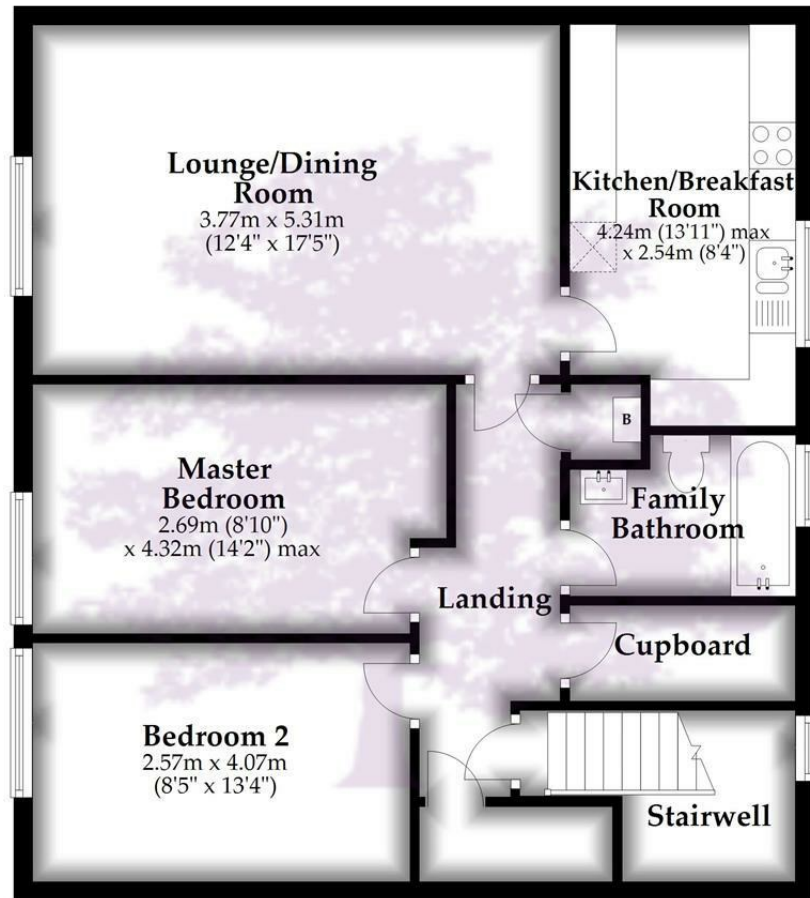 Lounge/Dining
Room
3.77m x 5.31m
(12'4" x 17'5")
Kitchen/Breakfast
Room
4.24m (13'11") max
x 2.54m (8'4")
B
Master
Bedroom
2.69m (8'10")
x 4.32m (14'2") max
Family
Bathroom
Landing
Cupboard
Bedroom 2
2.57m x 4.07m
(8'5" x 13'4")
Stairwell